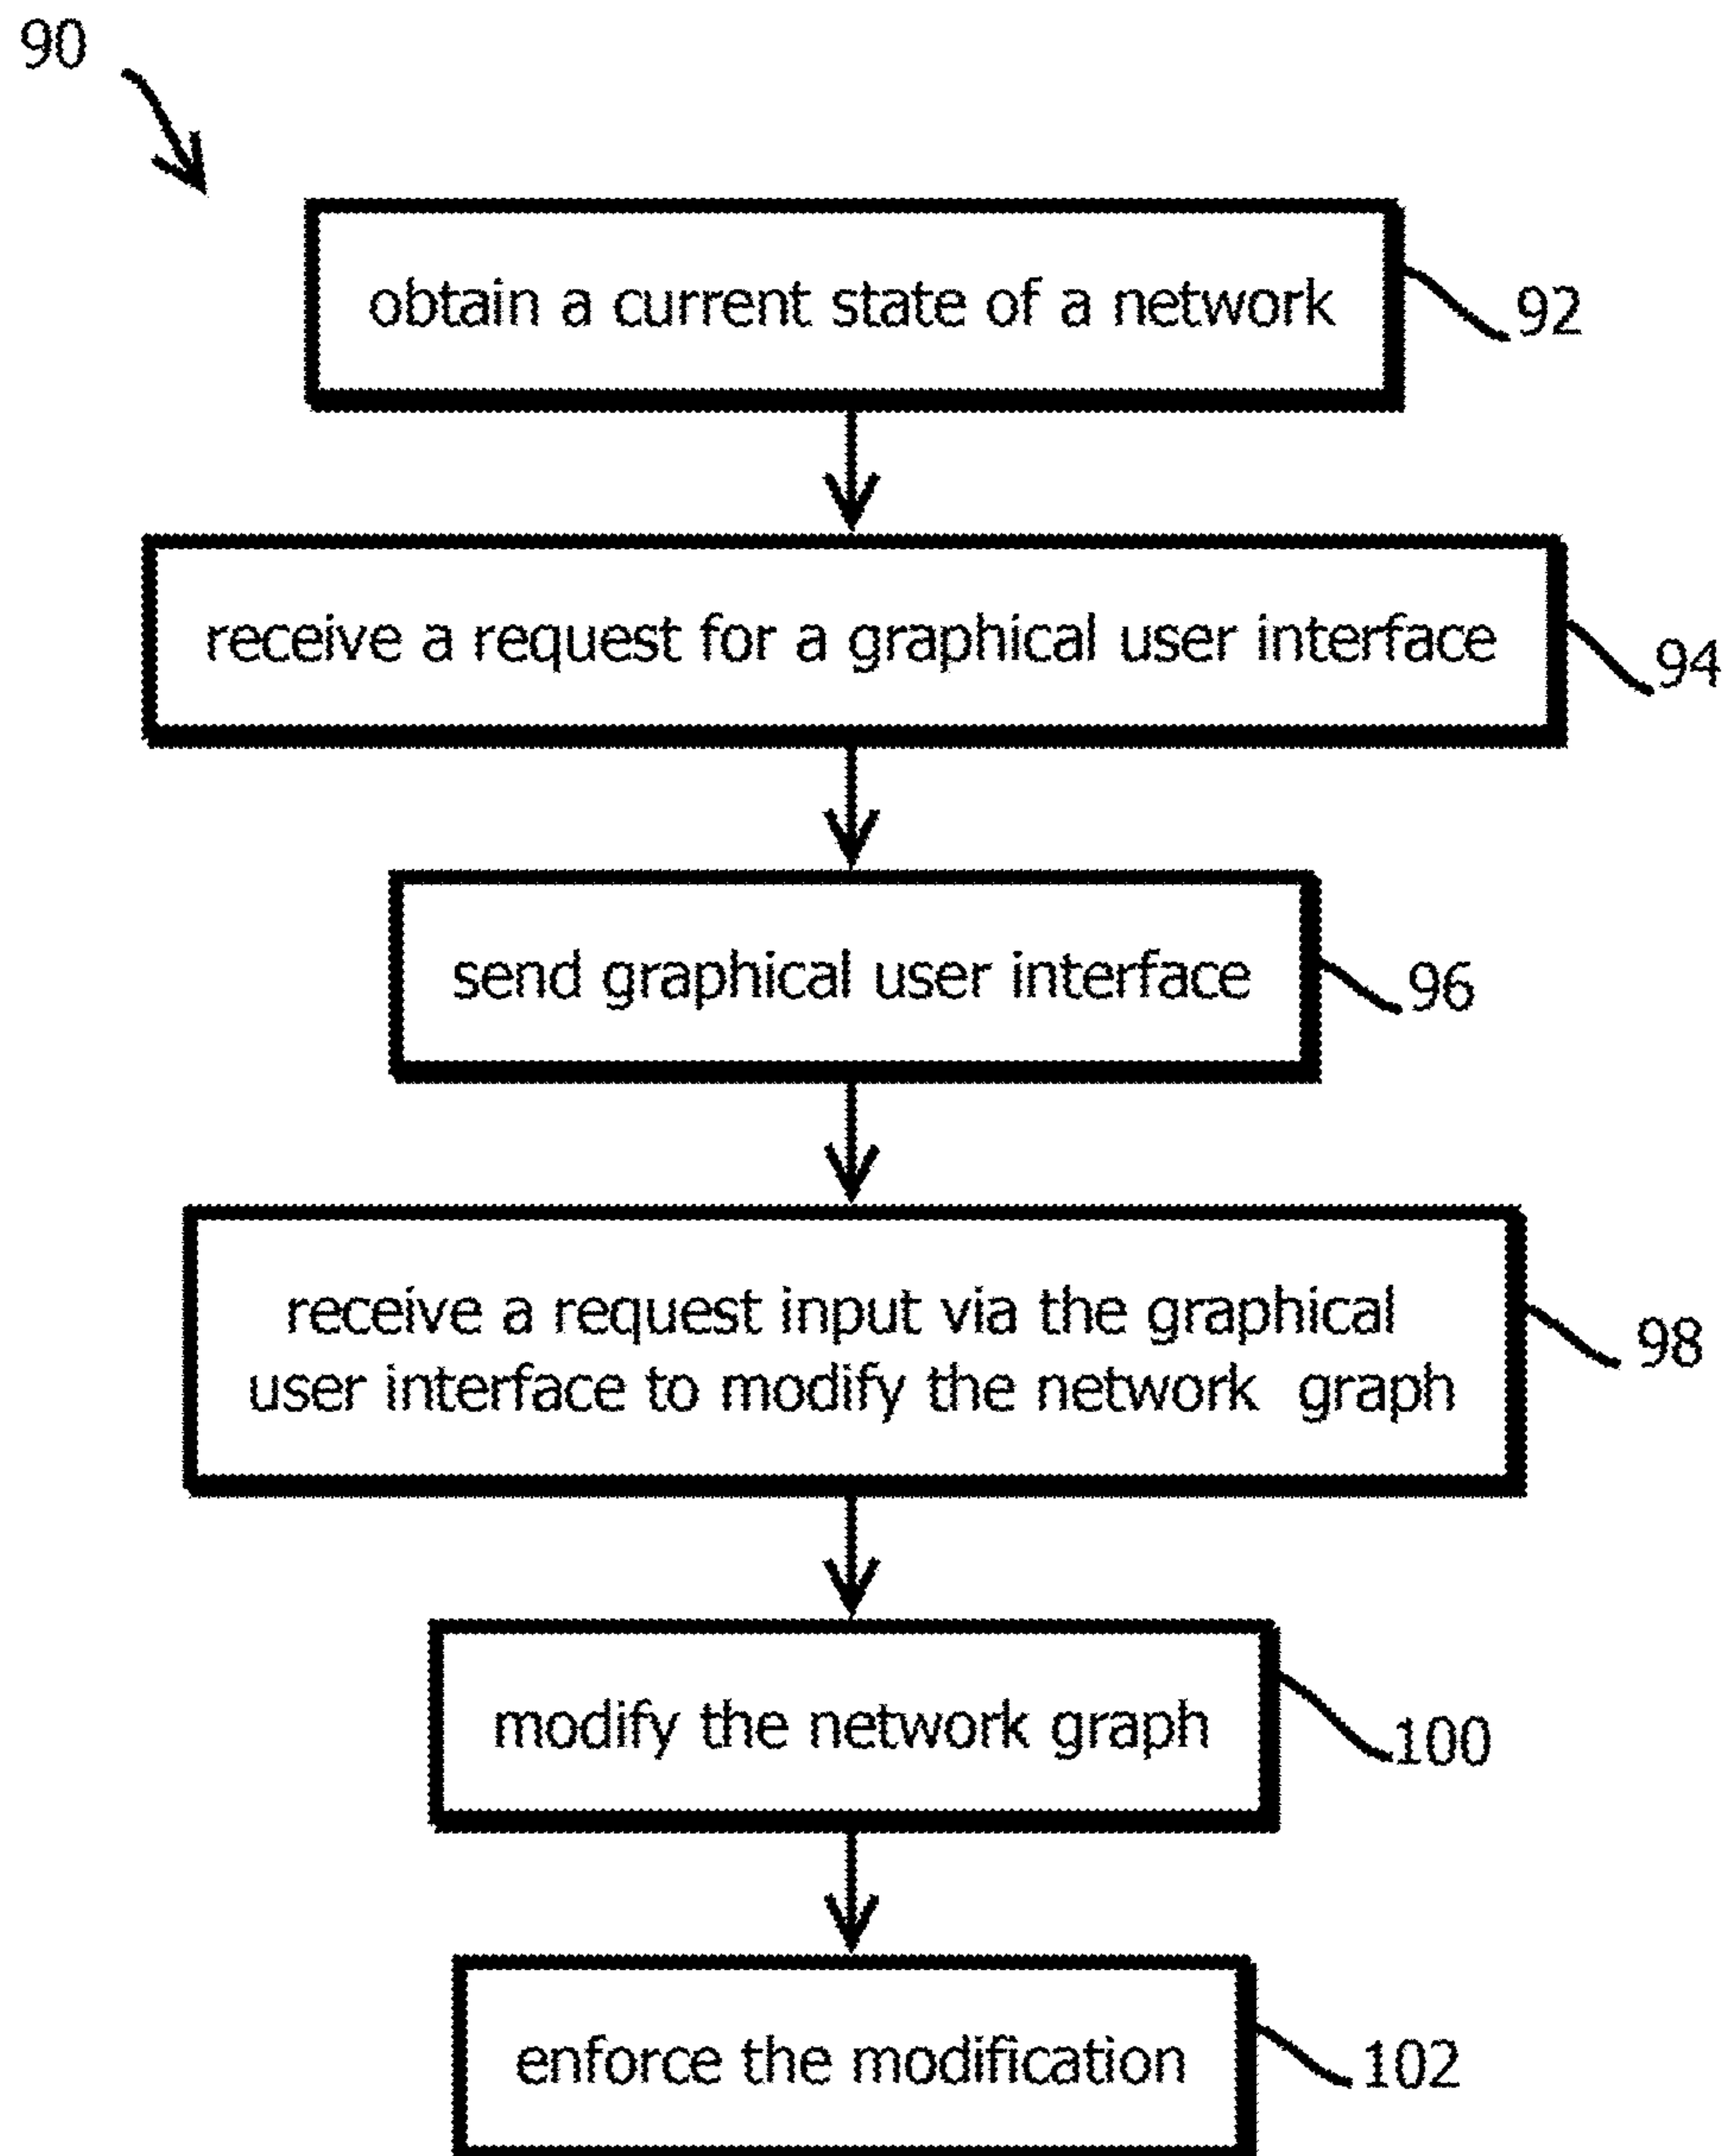 90
obtain a current state of a network
92
receive a request for a graphical user interface
94
send graphical user interface
96
receive a request input via the graphical
user interface to modify the network graph
98
modify the network graph
100
enforce the modification
102